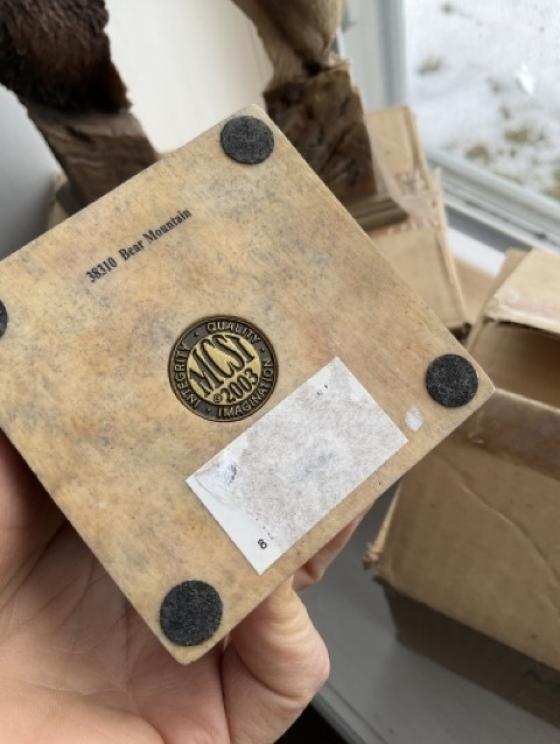 38310 Bear Mountain
INTEGRITY • QUALITY • IMAGINATION
MCSI
©2003
8